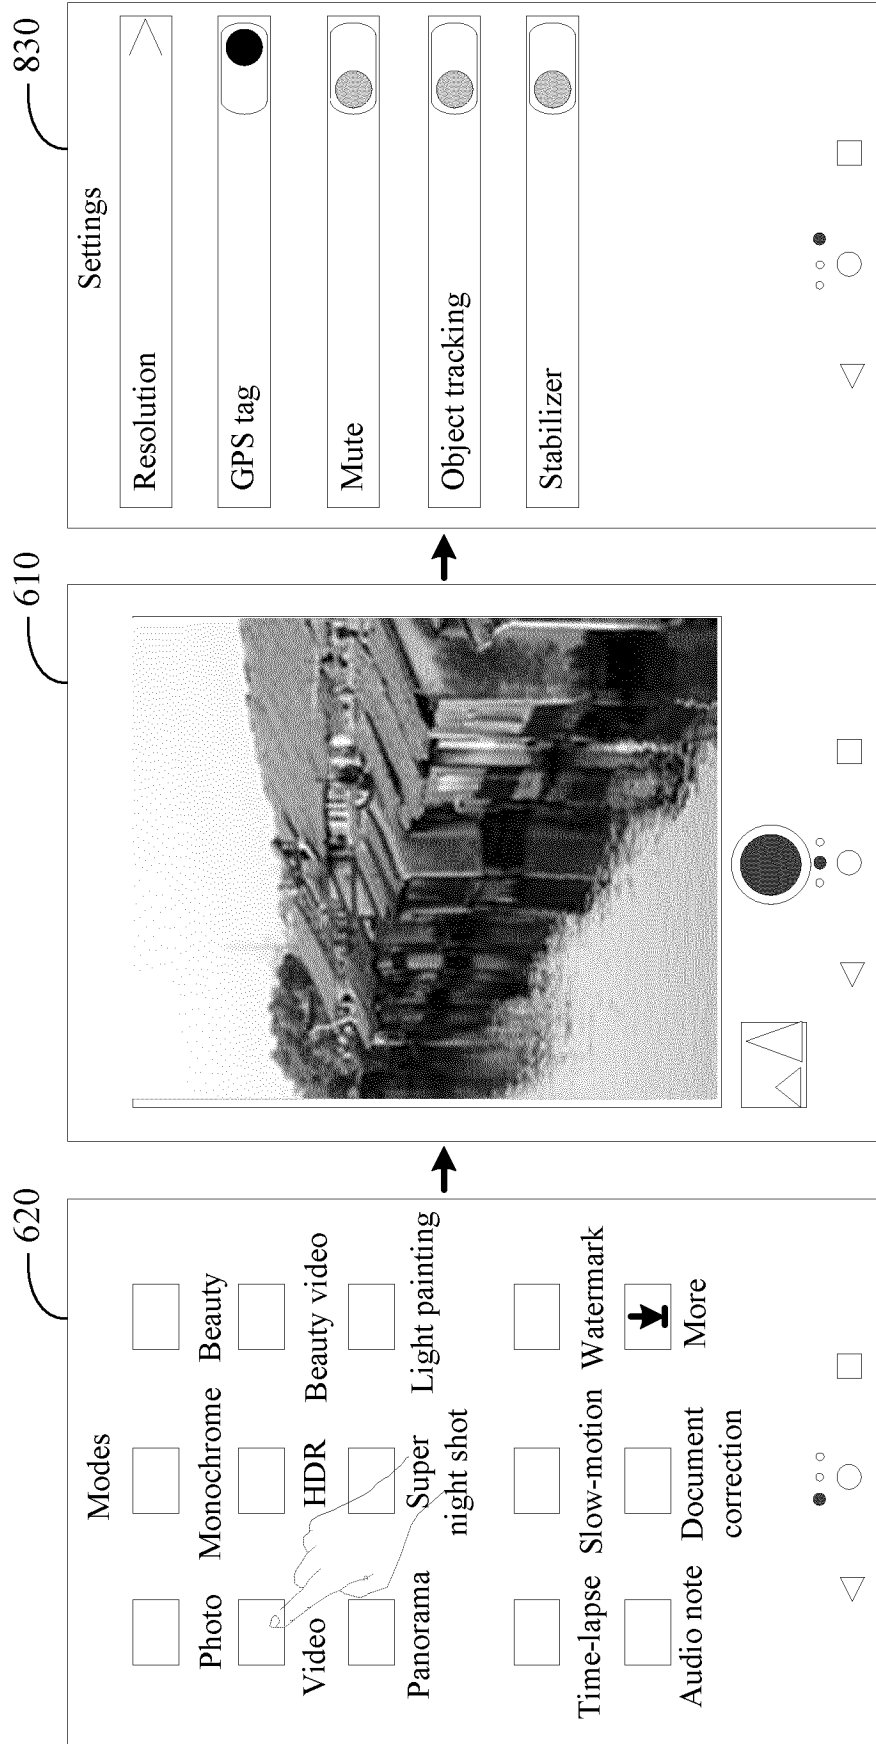 620
Modes
Photo
Monochrome
Beauty
Video
HDR
Beauty video
Panorama
Super
night shot
Light painting
Time-lapse
Slow-motion
Watermark
Audio note
Document
correction
More
610
830
Settings
Resolution
GPS tag
Mute
Object tracking
Stabilizer